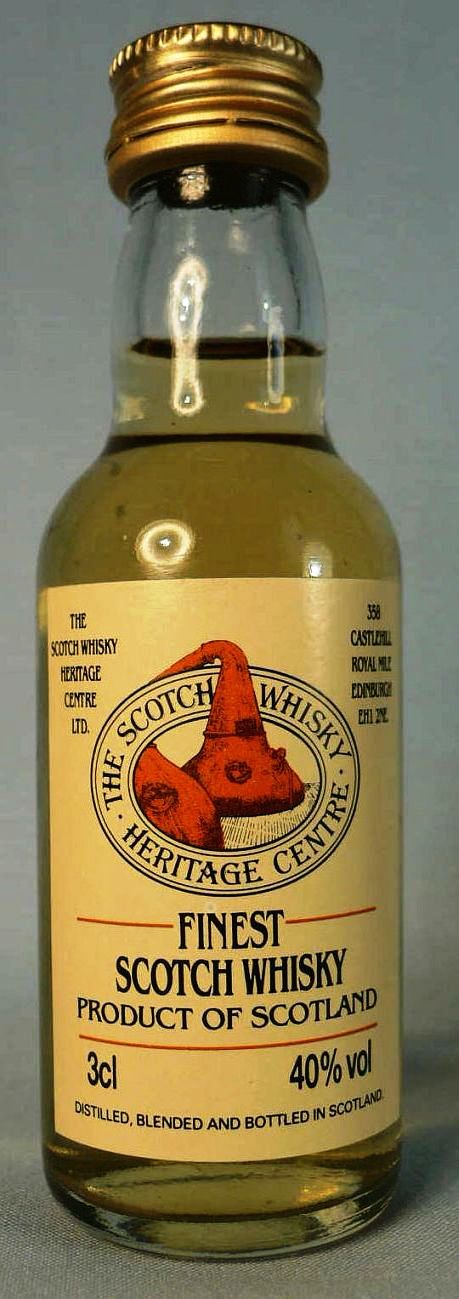 THE
SCOTCH WHISKY
HERITAGE
CENTRE
LTD.
358
CASTLEHILL
ROYAL MILE
EDINBURGH
EH1 2NE.
· THE SCOTCH WHISKY ·
HERITAGE CENTRE
FINEST
SCOTCH WHISKY
PRODUCT OF SCOTLAND
3cl 40% vol
DISTILLED, BLENDED AND BOTTLED IN SCOTLAND.